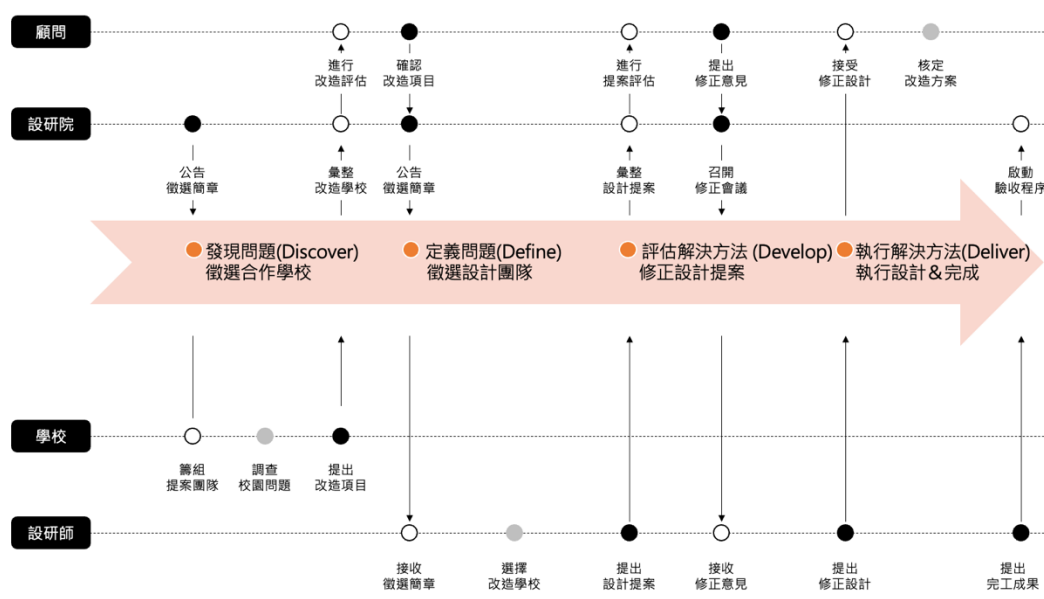 顧問
進行
改造評估
確認
改造項目
進行
提案評估
提出
修正意見
接受
修正設計
核定
改造方案
設研院
公告
徵選簡章
彙整
改造學校
公告
徵選簡章
彙整
設計提案
召開
修正會議
啟動
驗收程序
發現問題(Discover)
徵選合作學校
定義問題(Define)
徵選設計團隊
評估解決方法 (Develop)
修正設計提案
執行解決方法(Deliver)
執行設計＆完成
學校
籌組
提案團隊
調查
校園問題
提出
改造項目
設研師
接收
徵選簡章
選擇
改造學校
提出
設計提案
接收
修正意見
提出
修正設計
提出
完工成果